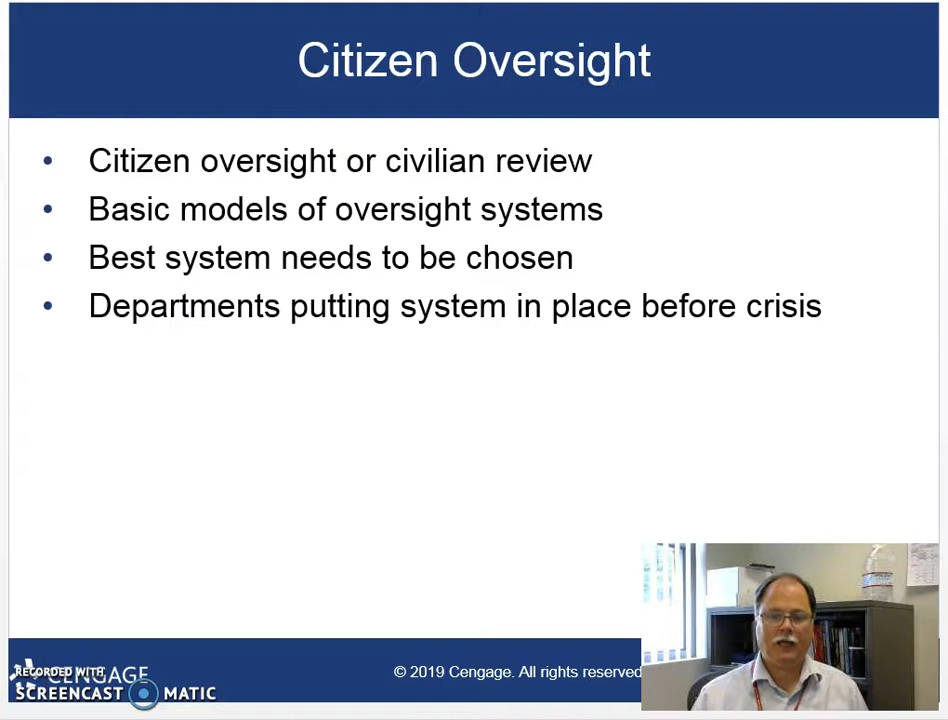 Citizen Oversight
• Citizen oversight or civilian review
• Basic models of oversight systems
• Best system needs to be chosen
• Departments putting system in place before crisis
RECORDED WITH
CENGAGE
SCREENCAST MATIC
© 2019 Cengage. All rights reserved